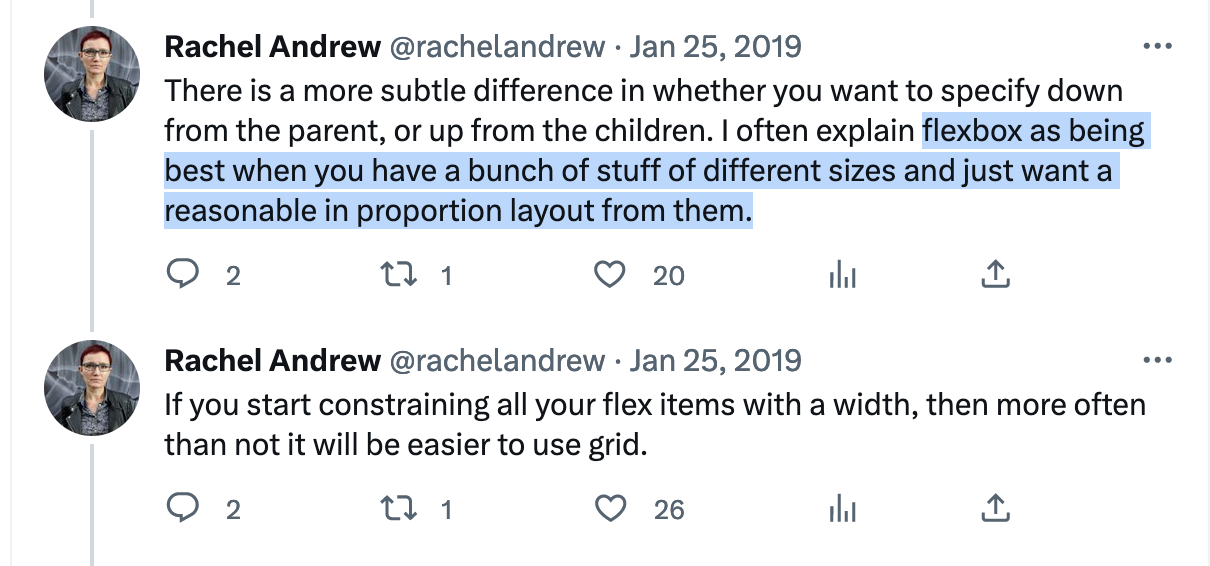 Rachel Andrew @rachelandrew · Jan 25, 2019
There is a more subtle difference in whether you want to specify down
from the parent, or up from the children. I often explain flexbox as being
best when you have a bunch of stuff of different sizes and just want a
reasonable in proportion layout from them.
2 1 20
Rachel Andrew @rachelandrew · Jan 25, 2019
If you start constraining all your flex items with a width, then more often
than not it will be easier to use grid.
2 1 26